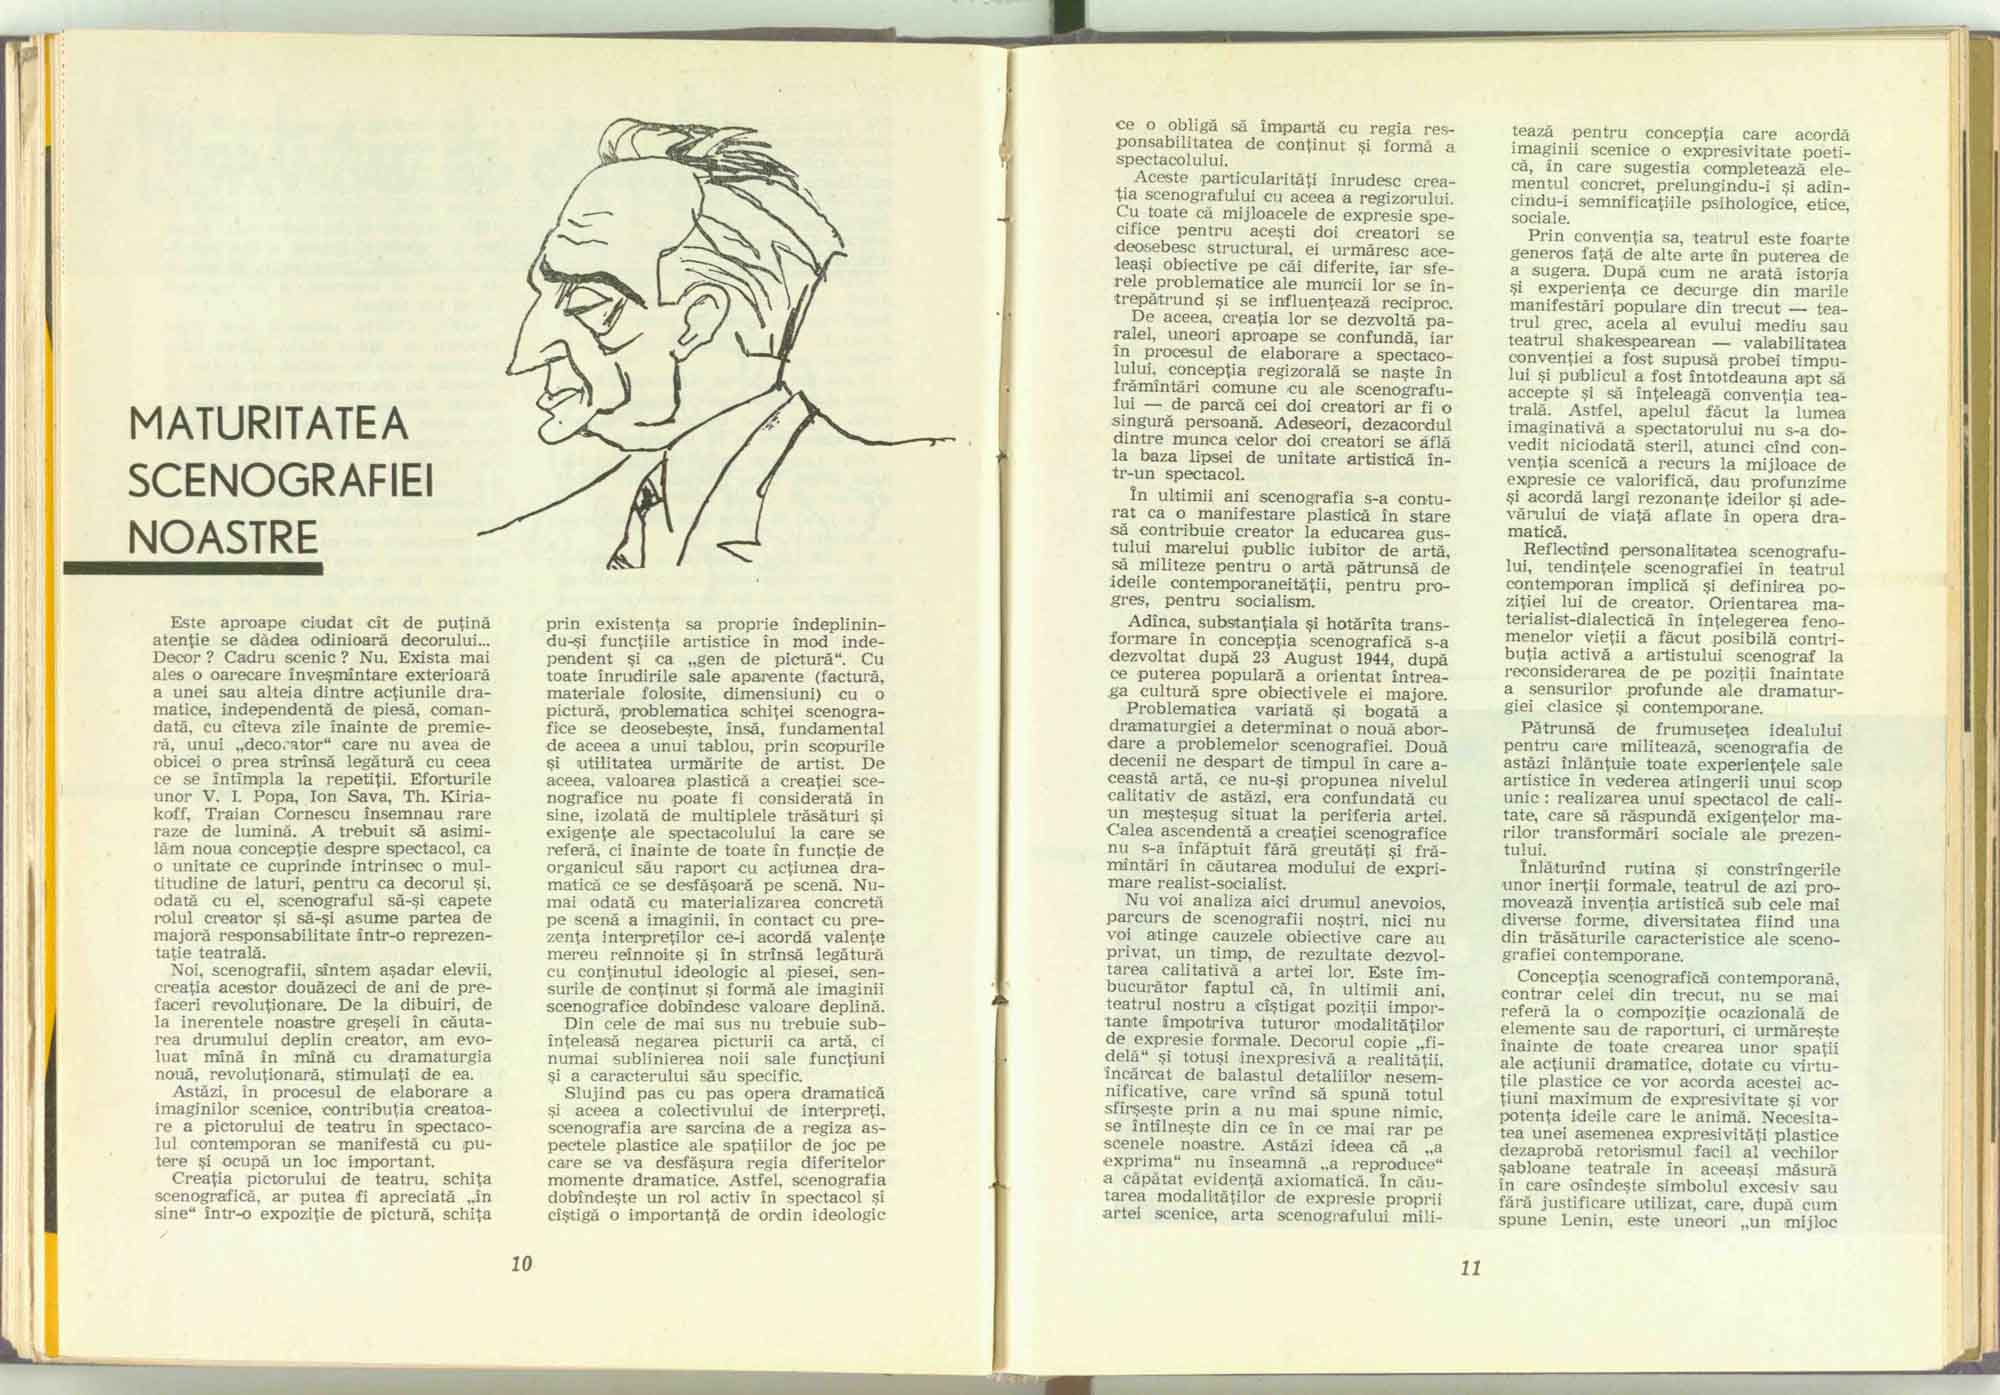 MATURITATEA
SCENOGRAFIEI
NOASTRE
Este aproape ciudat cît de puțină
atenție se dădea odinioară decorului...
Decor ? Cadru scenic ? Nu. Exista mai
ales o oarecare înveșmîntare exterioară
a unei sau alteia dintre acțiunile dra-
matice, independentă de piesă, coman-
dată, cu cîteva zile înainte de premie-
ră, unui „decorator“ care nu avea de
obicei o prea strînsă legătură cu ceea
ce se întîmpla la repetiții. Eforturile
unor V. I. Popa, Ion Sava, Th. Kiria-
koff, Traian Cornescu însemnau rare
raze de lumină. A trebuit să asimi-
lăm noua concepție despre spectacol, ca
o unitate ce cuprinde intrinsec o mul-
titudine de laturi, pentru ca decorul și,
odată cu el, scenograful să-și capete
rolul creator și să-și asume partea de
majoră responsabilitate într-o reprezen-
tație teatrală.
Noi, scenografii, sîntem așadar elevii,
creația acestor douăzeci de ani de pre-
faceri revoluționare. De la dibuiri, de
la inerentele noastre greșeli în căuta-
rea drumului deplin creator, am evo-
luat mînă în mînă cu dramaturgia
nouă, revoluționară, stimulați de ea.
Astăzi, în procesul de elaborare a
imaginilor scenice, contribuția creatoa-
re a pictorului de teatru în spectaco-
lul contemporan se manifestă cu pu-
tere și ocupă un loc important.
Creația pictorului de teatru, schița
scenografică, ar putea fi apreciată „în
sine“ într-o expoziție de pictură, schița
prin existența sa proprie îndeplinin-
du-și funcțiile artistice în mod inde-
pendent și ca „gen de pictură“. Cu
toate înrudirile sale aparente (factură,
materiale folosite, dimensiuni) cu o
pictură, problematica schiței scenogra-
fice se deosebește, însă, fundamental
de aceea a unui tablou, prin scopurile
și utilitatea urmărite de artist. De
aceea, valoarea plastică a creației sce-
nografice nu poate fi considerată în
sine, izolată de multiplele trăsături și
exigențe ale spectacolului la care se
referă, ci înainte de toate în funcție de
organicul său raport cu acțiunea dra-
matică ce se desfășoară pe scenă. Nu-
mai odată cu materializarea concretă
pe scenă a imaginii, în contact cu pre-
zența interpreților ce-i acordă valențe
mereu reînnoite și în strînsă legătură
cu conținutul ideologic al piesei, sen-
surile de conținut și formă ale imaginii
scenografice dobîndesc valoare deplină.
Din cele de mai sus nu trebuie sub-
înțeleasă negarea picturii ca artă, ci
numai sublinierea noii sale funcțiuni
și a caracterului său specific.
Slujind pas cu pas opera dramatică
și aceea a colectivului de interpreți,
scenografia are sarcina de a regiza as-
pectele plastice ale spațiilor de joc pe
care se va desfășura regia diferitelor
momente dramatice. Astfel, scenografia
dobîndește un rol activ în spectacol și
cîștigă o importanță de ordin ideologic
10
ce o obligă să împartă cu regia res-
ponsabilitatea de conținut și formă a
spectacolului.
Aceste particularități înrudesc crea-
ția scenografului cu aceea a regizorului.
Cu toate că mijloacele de expresie spe-
cifice pentru acești doi creatori se
deosebesc structural, ei urmăresc ace-
leași obiective pe căi diferite, iar sfe-
rele problematice ale muncii lor se în-
trepătrund și se influențează reciproc.
De aceea, creația lor se dezvoltă pa-
ralel, uneori aproape se confundă, iar
în procesul de elaborare a spectaco-
lului, concepția regizorală se naște în
frămîntări comune cu ale scenografu-
lui — de parcă cei doi creatori ar fi o
singură persoană. Adeseori, dezacordul
dintre munca celor doi creatori se află
la baza lipsei de unitate artistică în-
tr-un spectacol.
În ultimii ani scenografia s-a contu-
rat ca o manifestare plastică în stare
să contribuie creator la educarea gus-
tului marelui public iubitor de artă,
să militeze pentru o artă pătrunsă de
ideile contemporaneității, pentru pro-
gres, pentru socialism.
Adînca, substanțiala și hotărîta trans-
formare în concepția scenografică s-a
dezvoltat după 23 August 1944, după
ce puterea populară a orientat întrea-
ga cultură spre obiectivele ei majore.
Problematica variată și bogată a
dramaturgiei a determinat o nouă abor-
dare a problemelor scenografiei. Două
decenii ne despart de timpul în care a-
ceastă artă, ce nu-și propunea nivelul
calitativ de astăzi, era confundată cu
un meșteșug situat la periferia artei.
Calea ascendentă a creației scenografice
nu s-a înfăptuit fără greutăți și fră-
mîntări în căutarea modului de expri-
mare realist-socialist.
Nu voi analiza aici drumul anevoios,
parcurs de scenografii noștri, nici nu
voi atinge cauzele obiective care au
privat, un timp, de rezultate dezvol-
tarea calitativă a artei lor. Este îm-
bucurător faptul că, în ultimii ani,
teatrul nostru a cîștigat poziții impor-
tante împotriva tuturor modalităților
de expresie formale. Decorul copie „fi-
delă“ și totuși inexpresivă a realității,
încărcat de balastul detaliilor nesem-
nificative, care vrînd să spună totul
sfîrșește prin a nu mai spune nimic,
se întîlnește din ce în ce mai rar pe
scenele noastre. Astăzi ideea că „a
exprima“ nu înseamnă „a reproduce“
a căpătat evidență axiomatică. În cău-
tarea modalităților de expresie proprii
artei scenice, arta scenografului mili-
tează pentru concepția care acordă
imaginii scenice o expresivitate poeti-
că, în care sugestia completează ele-
mentul concret, prelungindu-i și adîn-
cindu-i semnificațiile psihologice, etice,
sociale.
Prin convenția sa, teatrul este foarte
generos față de alte arte în puterea de
a sugera. După cum ne arată istoria
și experiența ce decurge din marile
manifestări populare din trecut — tea-
trul grec, acela al evului mediu sau
teatrul shakespearean — valabilitatea
convenției a fost supusă probei timpu-
lui și publicul a fost întotdeauna apt să
accepte și să înțeleagă convenția tea-
trală. Astfel, apelul făcut la lumea
imaginativă a spectatorului nu s-a do-
vedit niciodată steril, atunci cînd con-
venția scenică a recurs la mijloace de
expresie ce valorifică, dau profunzime
și acordă largi rezonanțe ideilor și ade-
vărului de viață aflate în opera dra-
matică.
Reflectînd personalitatea scenografu-
lui, tendințele scenografiei în teatrul
contemporan implică și definirea po-
ziției lui de creator. Orientarea ma-
terialist-dialectică în înțelegerea feno-
menelor vieții a făcut posibilă contri-
buția activă a artistului scenograf la
reconsiderarea de pe poziții înaintate
a sensurilor profunde ale dramatur-
giei clasice și contemporane.
Pătrunsă de frumusețea idealului
pentru care militează, scenografia de
astăzi înlănțuie toate experiențele sale
artistice în vederea atingerii unui scop
unic : realizarea unui spectacol de cali-
tate, care să răspundă exigențelor ma-
rilor transformări sociale ale prezen-
tului.
Înlăturînd rutina și constrîngerile
unor inerții formale, teatrul de azi pro-
movează invenția artistică sub cele mai
diverse forme, diversitatea fiind una
din trăsăturile caracteristice ale sceno-
grafiei contemporane.
Concepția scenografică contemporană,
contrar celei din trecut, nu se mai
referă la o compoziție ocazională de
elemente sau de raporturi, ci urmărește
înainte de toate crearea unor spații
ale acțiunii dramatice, dotate cu virtu-
țile plastice ce vor acorda acestei ac-
țiuni maximum de expresivitate și vor
potența ideile care le animă. Necesita-
tea unei asemenea expresivități plastice
dezaprobă retorismul facil al vechilor
șabloane teatrale în aceeași măsură
în care osîndește simbolul excesiv sau
fără justificare utilizat, care, după cum
spune Lenin, este uneori „un mijloc
11